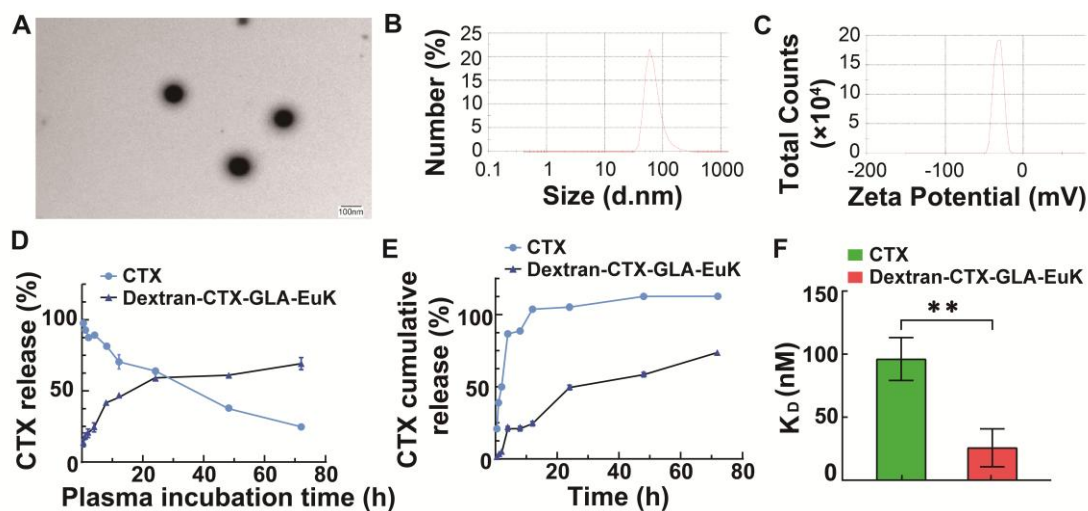 A
100nm
B
Number (%)
25
20
15
10
5
0
0.1 1 10 100 1000
Size (d.nm)
C
Total Counts
(×10⁴)
20
15
10
5
0
-200 -100 0
Zeta Potential (mV)
D
CTX
Dextran-CTX-GLA-EuK
CTX release (%)
100
50
0
0 20 40 60 80
Plasma incubation time (h)
E
CTX
Dextran-CTX-GLA-EuK
CTX cumulative
release (%)
100
50
0
0 20 40 60 80
Time (h)
F
CTX
Dextran-CTX-GLA-EuK
K D (nM)
150
100
50
0
**